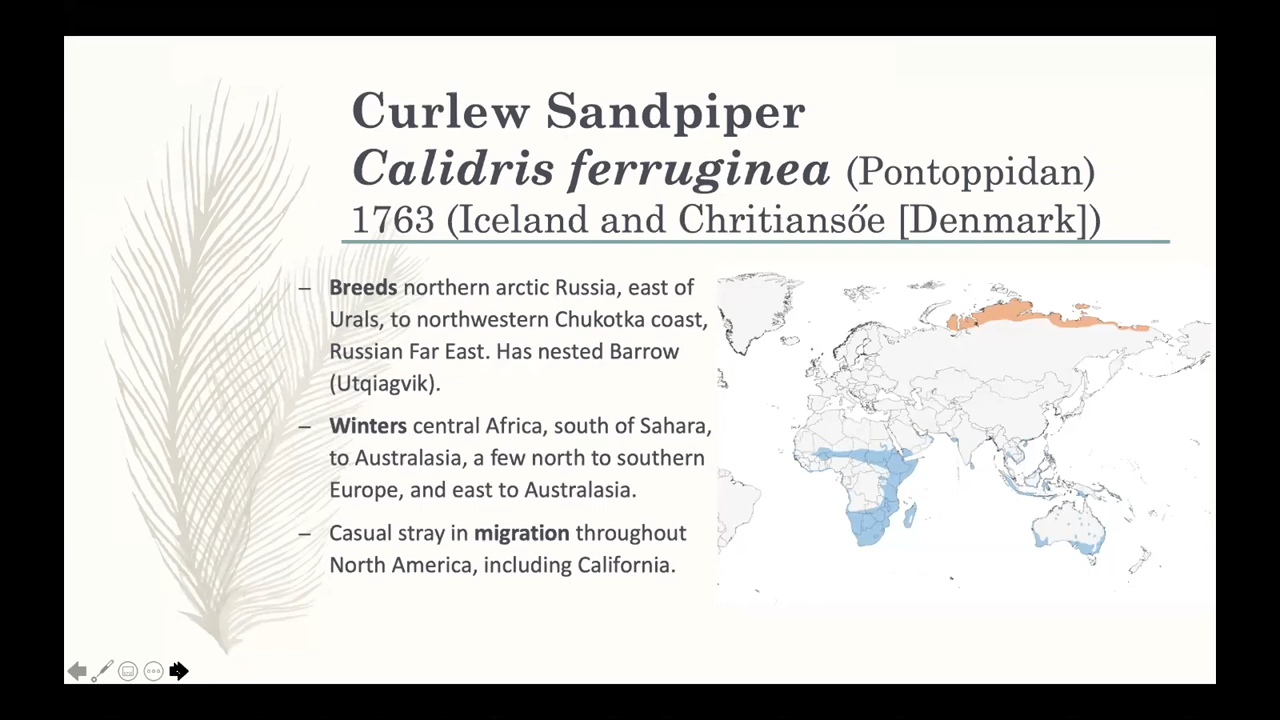 Curlew Sandpiper
Calidris ferruginea (Pontoppidan)
1763 (Iceland and Chritiansőe [Denmark])
– Breeds northern arctic Russia, east of
Urals, to northwestern Chukotka coast,
Russian Far East. Has nested Barrow
(Utqiagvik).
– Winters central Africa, south of Sahara,
to Australasia, a few north to southern
Europe, and east to Australasia.
– Casual stray in migration throughout
North America, including California.